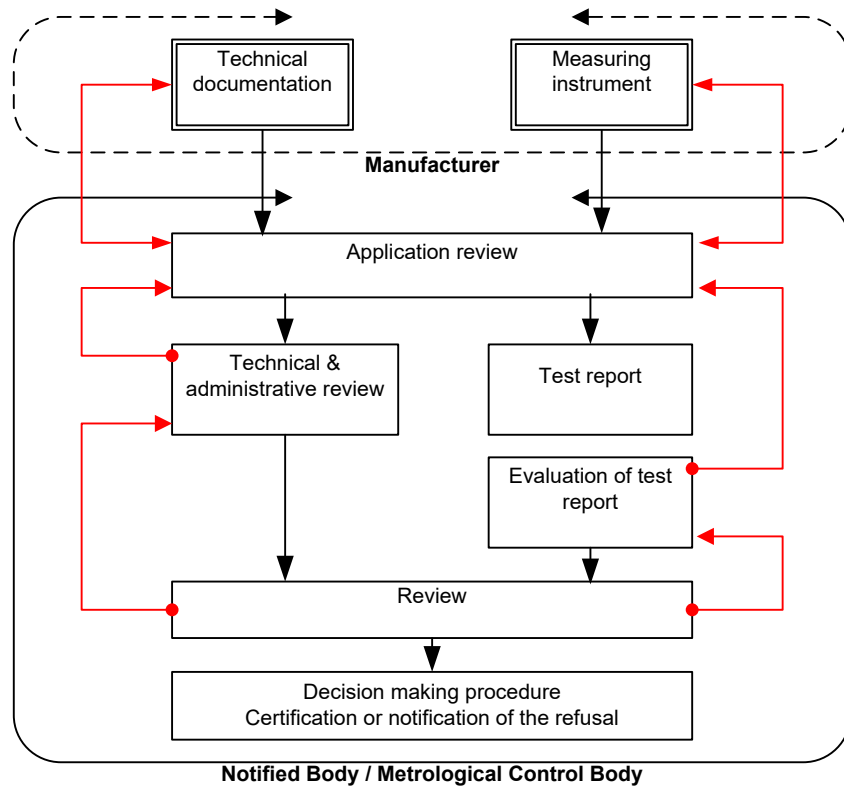 Technical
documentation
Measuring
instrument
Manufacturer
Application review
Technical &
administrative review
Test report
Evaluation of test
report
Review
Decision making procedure
Certification or notification of the refusal
Notified Body / Metrological Control Body